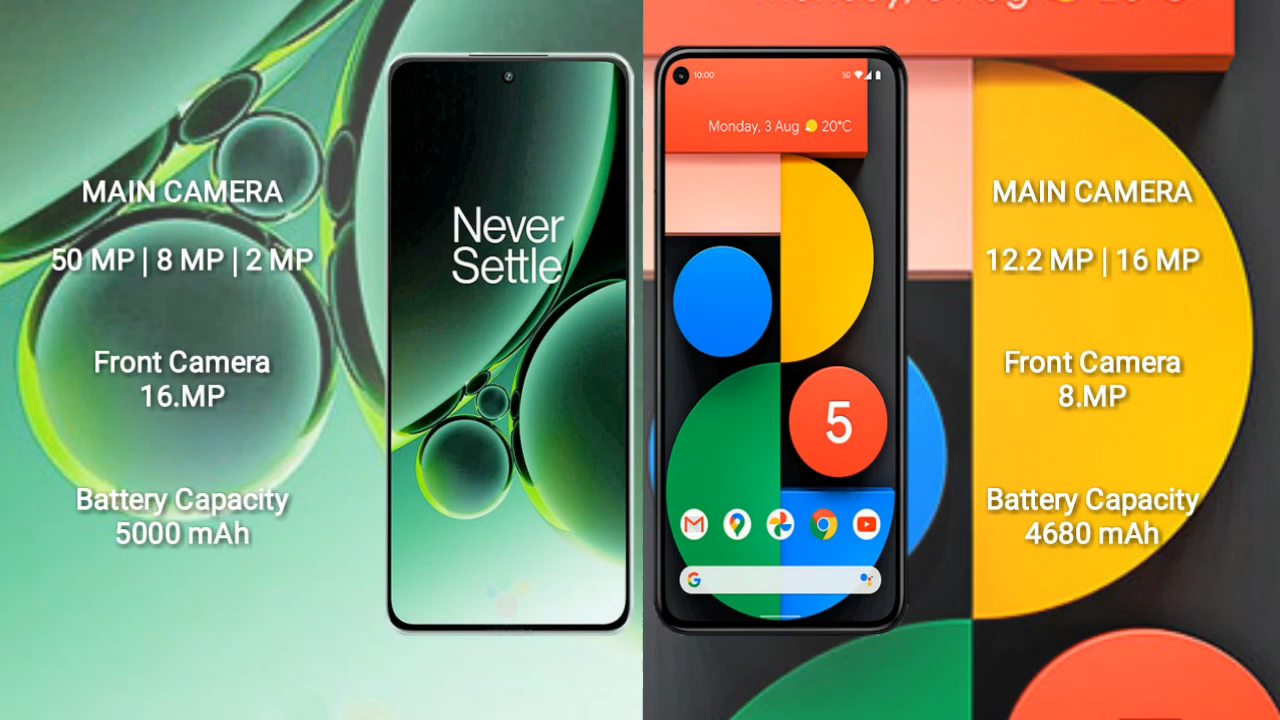 MAIN CAMERA
50 MP | 8 MP | 2 MP
Front Camera
16.MP
Battery Capacity
5000 mAh
Never
Settle
10:00
5G
Monday, 3 Aug 20°C
5
MAIN CAMERA
12.2 MP | 16 MP
Front Camera
8.MP
Battery Capacity
4680 mAh